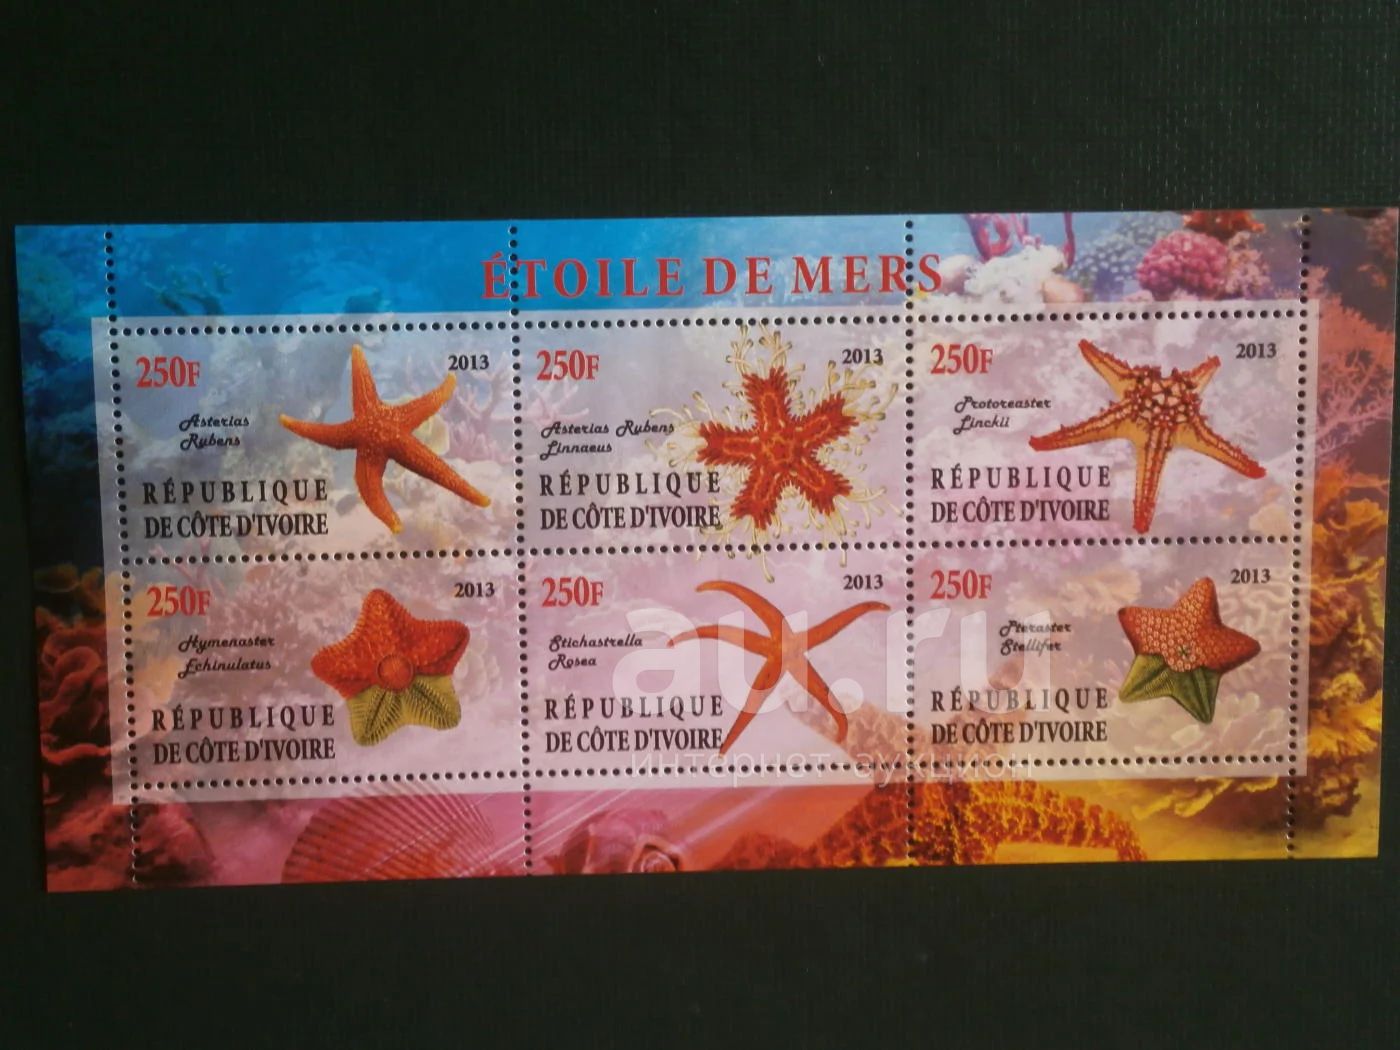 ÉTOILE DE MERS
250F
2013
Asterias
Rubens
RÉPUBLIQUE
DE CÔTE D'IVOIRE
250F
2013
Asterias Rubens
Linnaeus
RÉPUBLIQUE
DE CÔTE D'IVOIRE
250F
2013
Protoreaster
Linckii
RÉPUBLIQUE
DE CÔTE D'IVOIRE
250F
2013
Hymenaster
Echinulatus
RÉPUBLIQUE
DE CÔTE D'IVOIRE
250F
2013
Stichastrella
Rosea
RÉPUBLIQUE
DE CÔTE D'IVOIRE
250F
2013
Pteraster
Stellifer
RÉPUBLIQUE
DE CÔTE D'IVOIRE
au.ru
интернет-аукцион